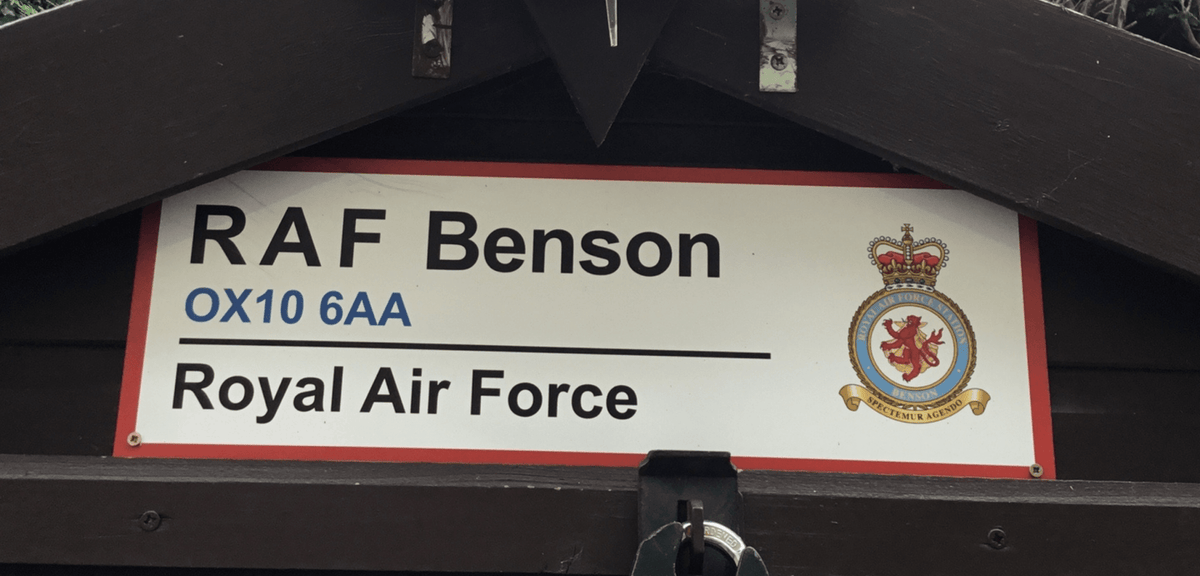 RAF Benson
OX10 6AA
Royal Air Force
ROYAL AIR FORCE STATION
BENSON
SPECTEMUR AGENDO